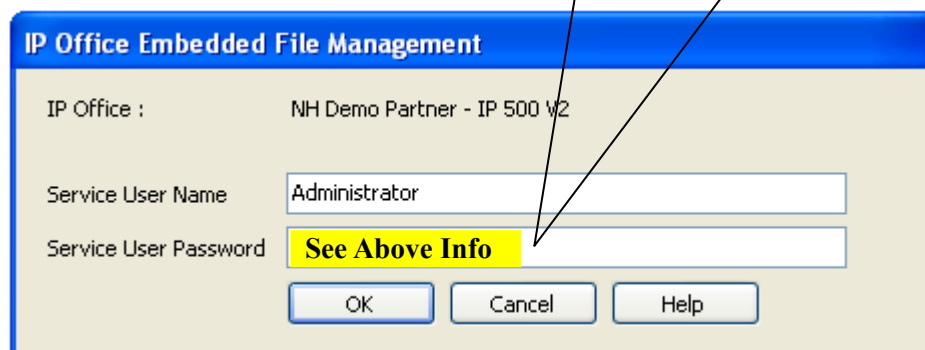 IP Office Embedded File Management
IP Office : NH Demo Partner - IP 500 V2
Service User Name Administrator
Service User Password See Above Info
OK Cancel Help